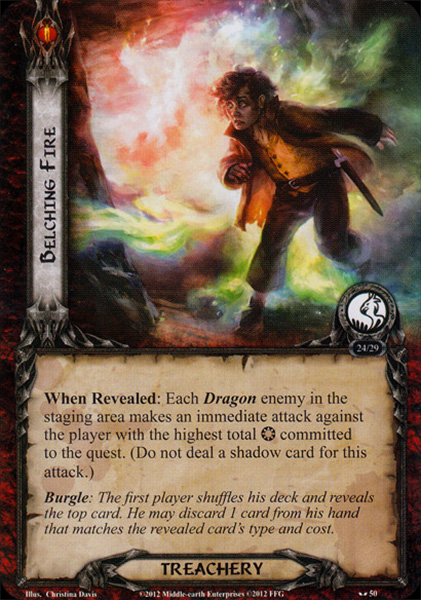 BELCHING FIRE
24/29
When Revealed: Each Dragon enemy in the
staging area makes an immediate attack against
the player with the highest total committed
to the quest. (Do not deal a shadow card for this
attack.)
Burgle: The first player shuffles his deck and reveals
the top card. He may discard 1 card from his hand
that matches the revealed card's type and cost.
TREACHERY
Illus. Christina Davis ©2012 Middle-earth Enterprises ©2012 FFG 50